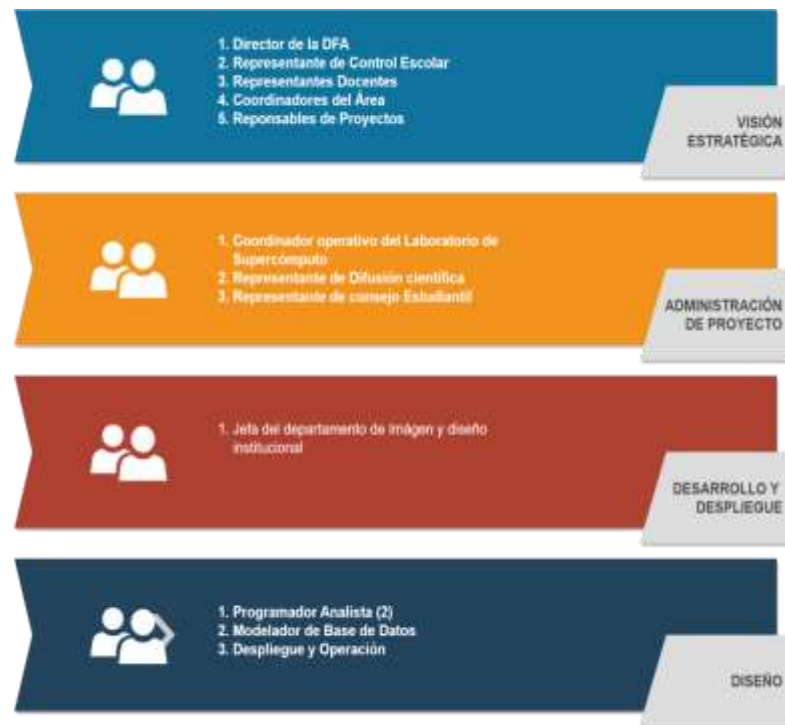 1. Director de la DFA
2. Representante de Control Escolar
3. Representantes Docentes
4. Coordinadores del Área
5. Reponsables de Proyectos
VISIÓN
ESTRATÉGICA
1. Coordinador operativo del Laboratorio de
Supercómputo
2. Representante de Difusión científica
3. Representante de consejo Estudiantil
ADMINISTRACIÓN
DE PROYECTO
1. Jefa del departamento de imágen y diseño
institucional
DESARROLLO Y
DESPLIEGUE
1. Programador Analista (2)
2. Modelador de Base de Datos
3. Despliegue y Operación
DISEÑO